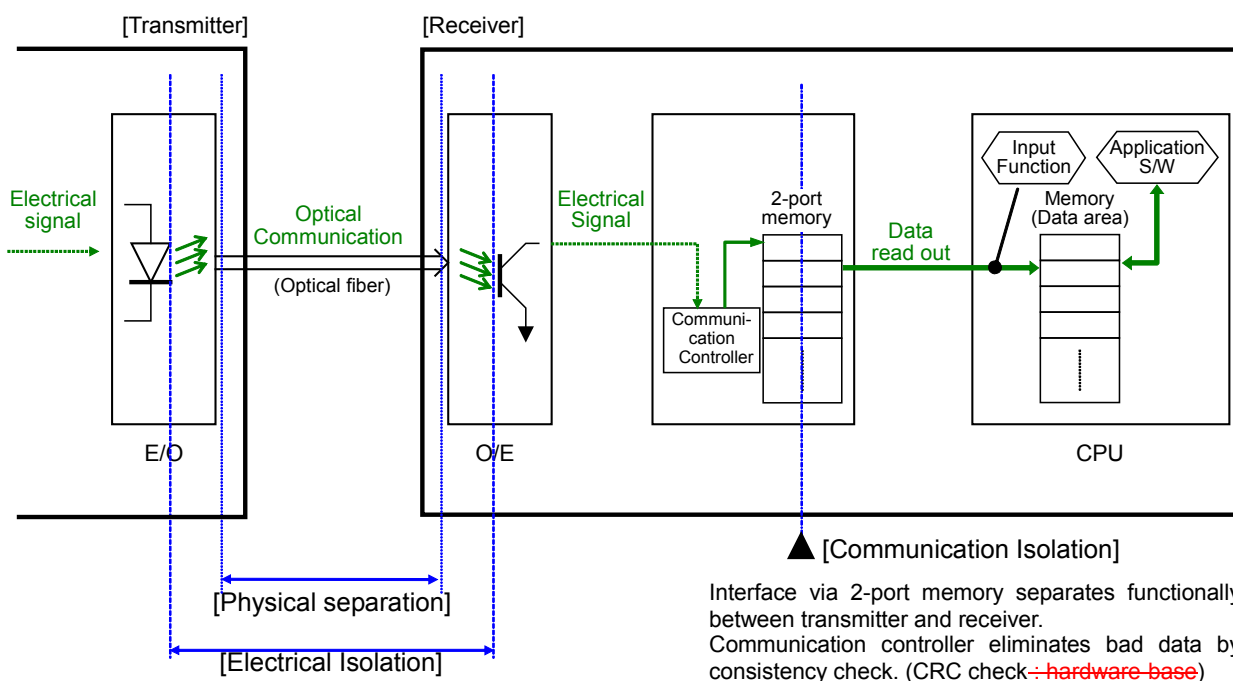 [Transmitter]
[Receiver]
Electrical
signal
Optical
Communication
(Optical fiber)
Electrical
Signal
2-port
memory
Communi-
cation
Controller
Data
read out
Input
Function
Application
S/W
Memory
(Data area)
E/O
O/E
CPU
[Physical separation]
[Electrical Isolation]
[Communication Isolation]
Interface via 2-port memory separates functionally
between transmitter and receiver.
Communication controller eliminates bad data by
consistency check. (CRC check : hardware base)